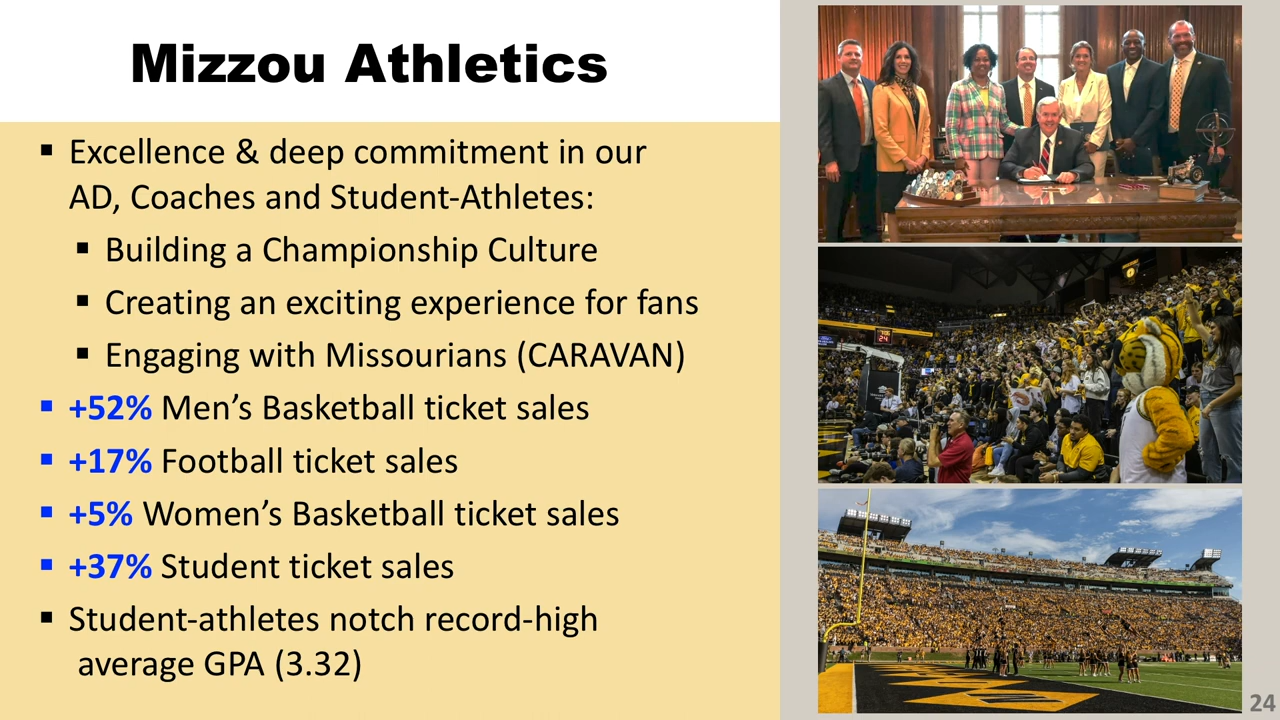 Mizzou Athletics
▪ Excellence & deep commitment in our
AD, Coaches and Student-Athletes:
▪ Building a Championship Culture
▪ Creating an exciting experience for fans
▪ Engaging with Missourians (CARAVAN)
▪ +52% Men’s Basketball ticket sales
▪ +17% Football ticket sales
▪ +5% Women’s Basketball ticket sales
▪ +37% Student ticket sales
▪ Student-athletes notch record-high
average GPA (3.32)
24